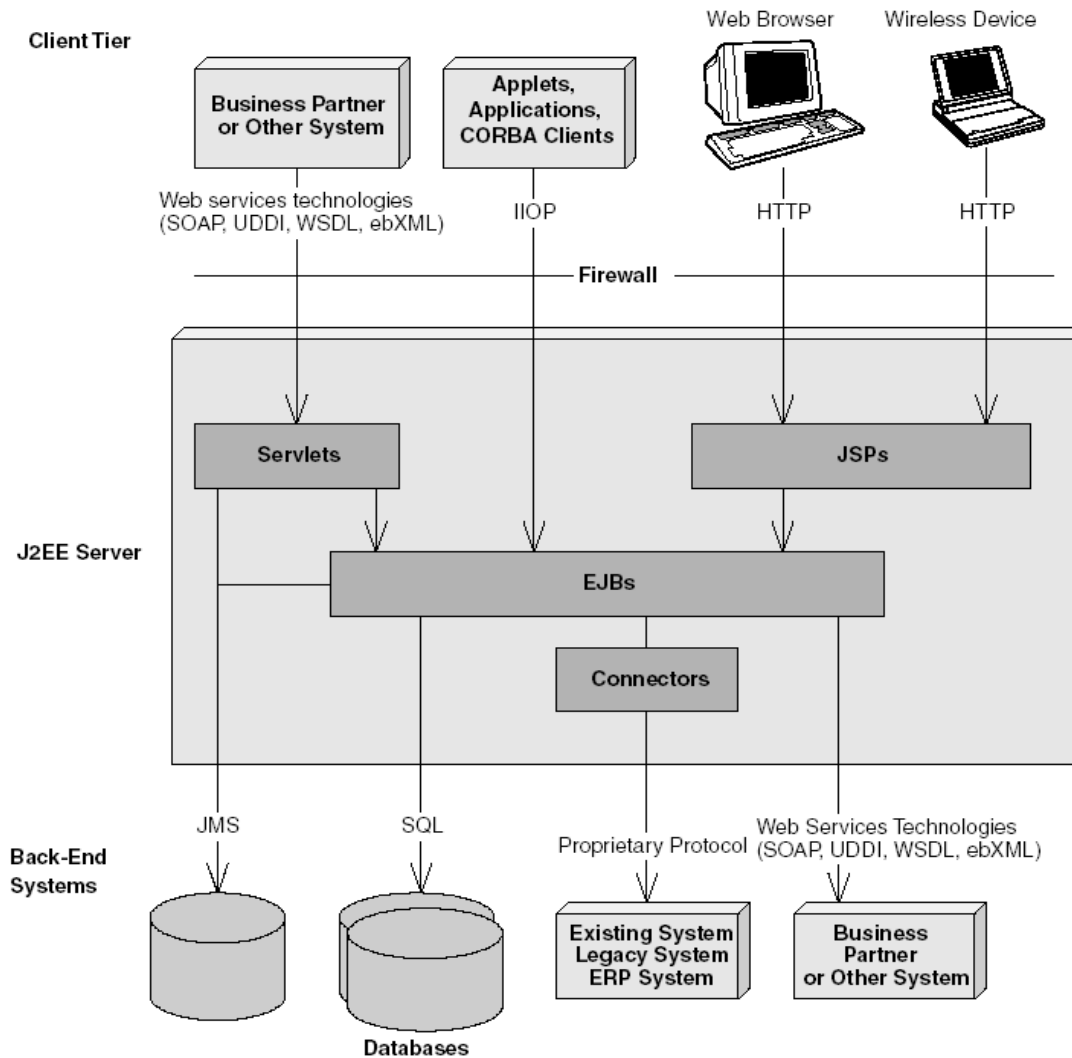 Client Tier
Web Browser
Wireless Device
Business Partner
or Other System
Applets,
Applications,
CORBA Clients
Web services technologies
(SOAP, UDDI, WSDL, ebXML)
IIOP
HTTP
HTTP
Firewall
Servlets
JSPs
J2EE Server
EJBs
Connectors
JMS
SQL
Proprietary Protocol
Web Services Technologies
(SOAP, UDDI, WSDL, ebXML)
Back-End
Systems
Existing System
Legacy System
ERP System
Business
Partner
or Other System
Databases